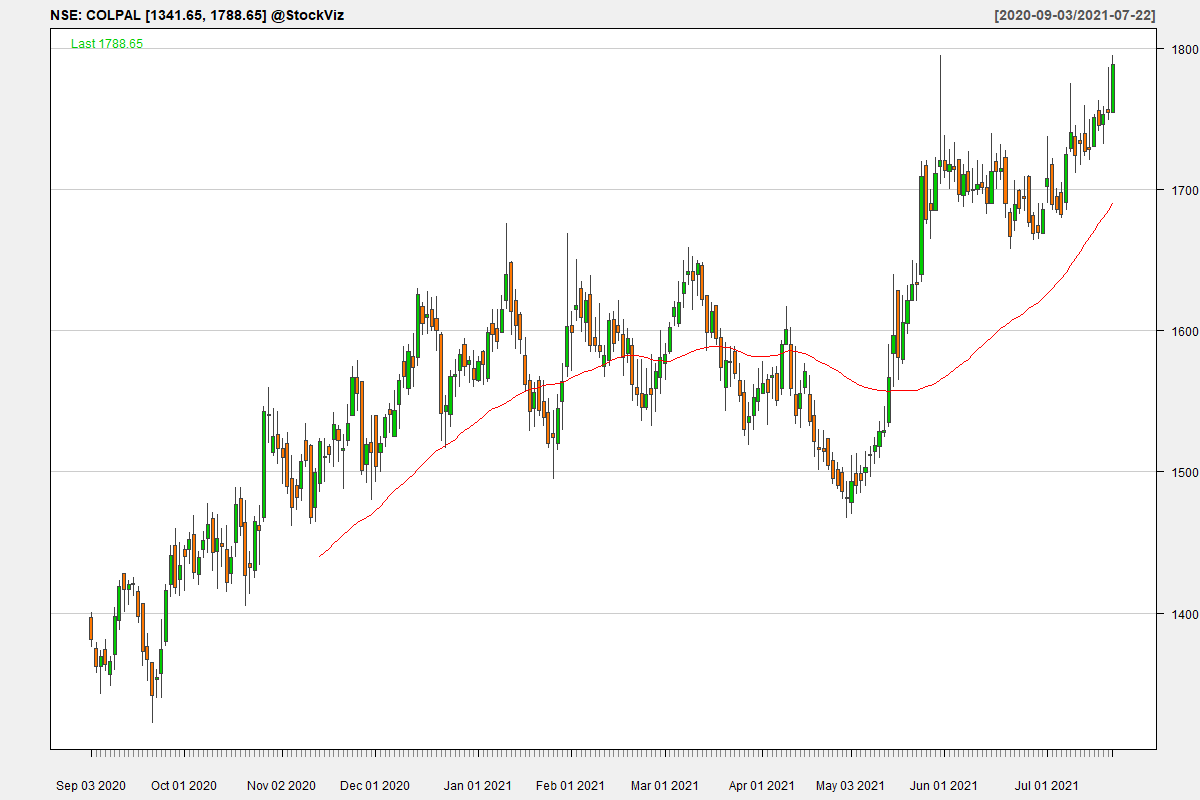 NSE: COLPAL [1341.65, 1788.65] @StockViz
[2020-09-03/2021-07-22]
Last 1788.65
1800
1700
1600
1500
1400
Sep 03 2020
Oct 01 2020
Nov 02 2020
Dec 01 2020
Jan 01 2021
Feb 01 2021
Mar 01 2021
Apr 01 2021
May 03 2021
Jun 01 2021
Jul 01 2021